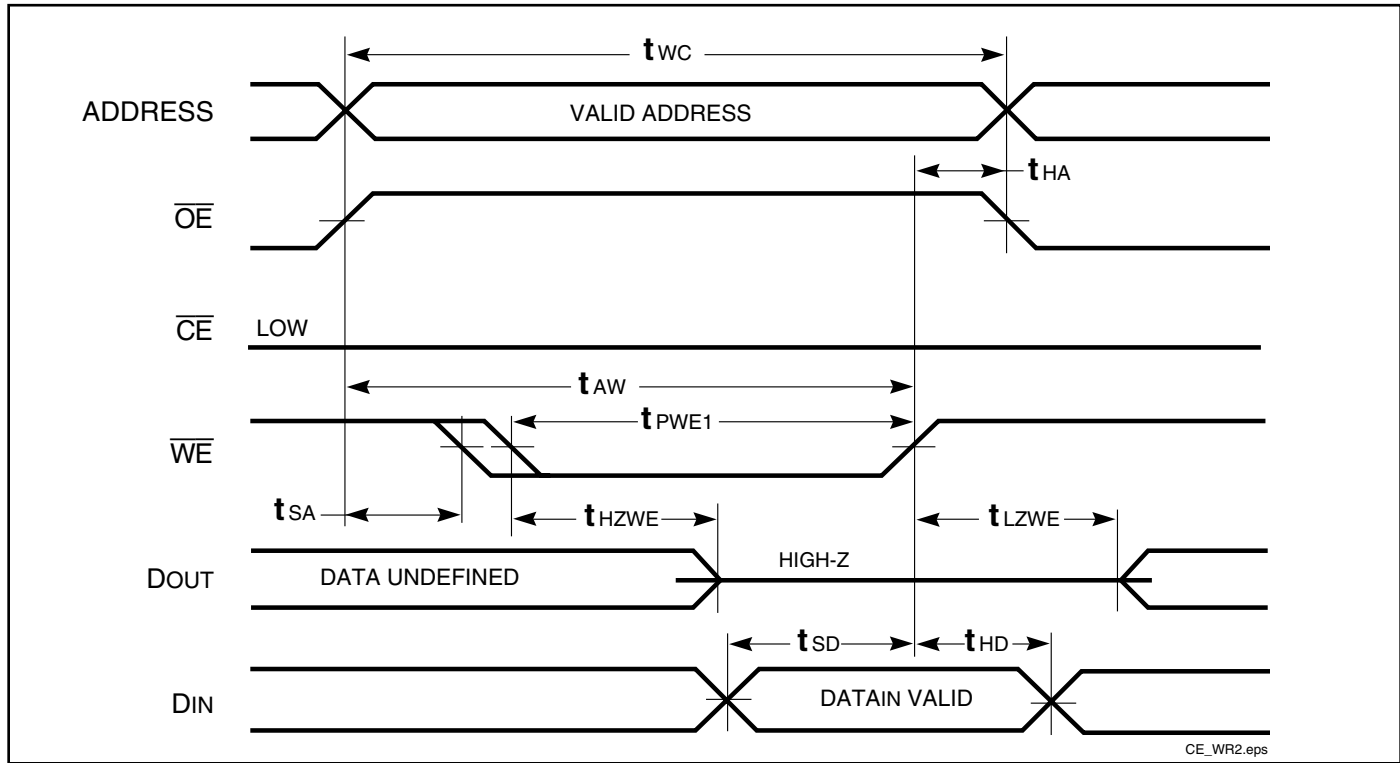 tWC
ADDRESS
VALID ADDRESS
tHA
OE
CE
LOW
tAW
tPWE1
WE
tSA
tHZWE
tLZWE
DOUT
DATA UNDEFINED
HIGH-Z
tSD
tHD
DIN
DATAIN VALID
CE_WR2.eps